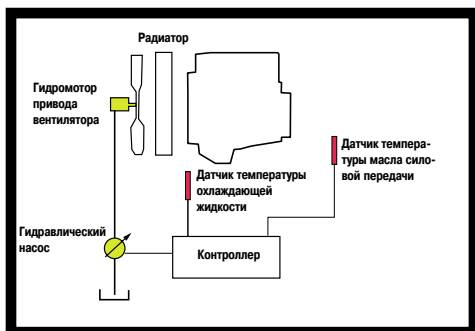 Радиатор
Гидромотор
привода
вентилятора
Датчик темпера-
туры масла сило-
вой передачи
Датчик температуры
охлаждающей
жидкости
Гидравлический
насос
Контроллер